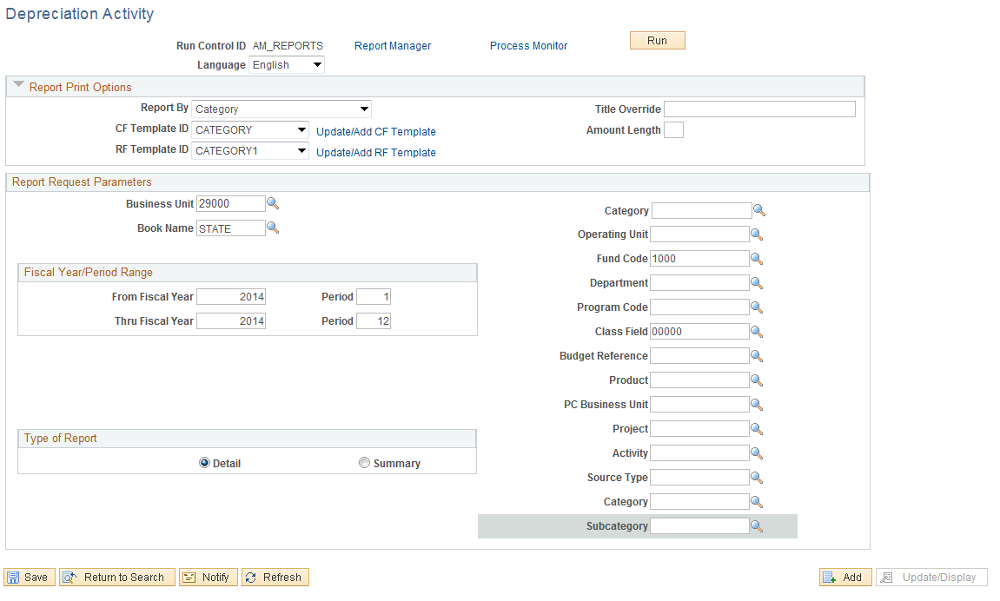 Depreciation Activity
Run Control ID AM_REPORTS Report Manager Process Monitor Run
Language English
Report Print Options
Report By Category Title Override
CF Template ID CATEGORY Update/Add CF Template Amount Length
RF Template ID CATEGORY1 Update/Add RF Template
Report Request Parameters
Business Unit 29000
Book Name STATE
Fiscal Year/Period Range
From Fiscal Year 2014 Period 1
Thru Fiscal Year 2014 Period 12
Type of Report
Detail Summary
Category
Operating Unit
Fund Code 1000
Department
Program Code
Class Field 00000
Budget Reference
Product
PC Business Unit
Project
Activity
Source Type
Category
Subcategory
Save Return to Search Notify Refresh Add Update/Display